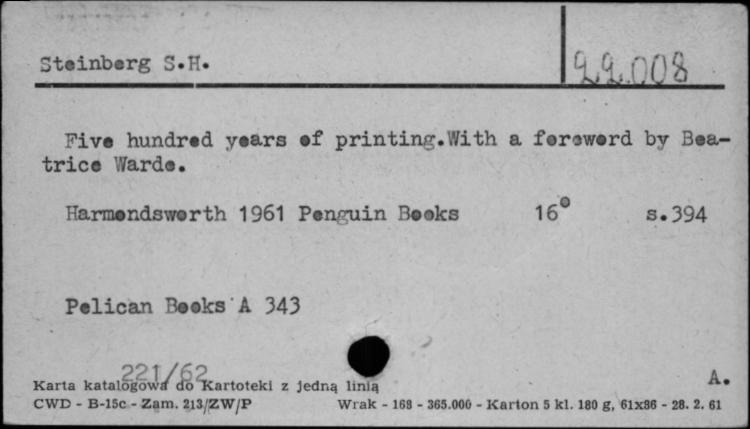 Steinberg S.H.
22.008
Five hundred years of printing.With a foreword by Bea-
trice Warde.
Harmondsworth 1961 Penguin Books 16° s.394
Pelican Books A 343
221/62
A.
Karta katalogowa do Kartoteki z jedną linią
CWD - B-15c - Zam. 213/ZW/P Wrak - 168 - 365.000 - Karton 5 kl. 180 g, 61x86 - 28. 2. 61